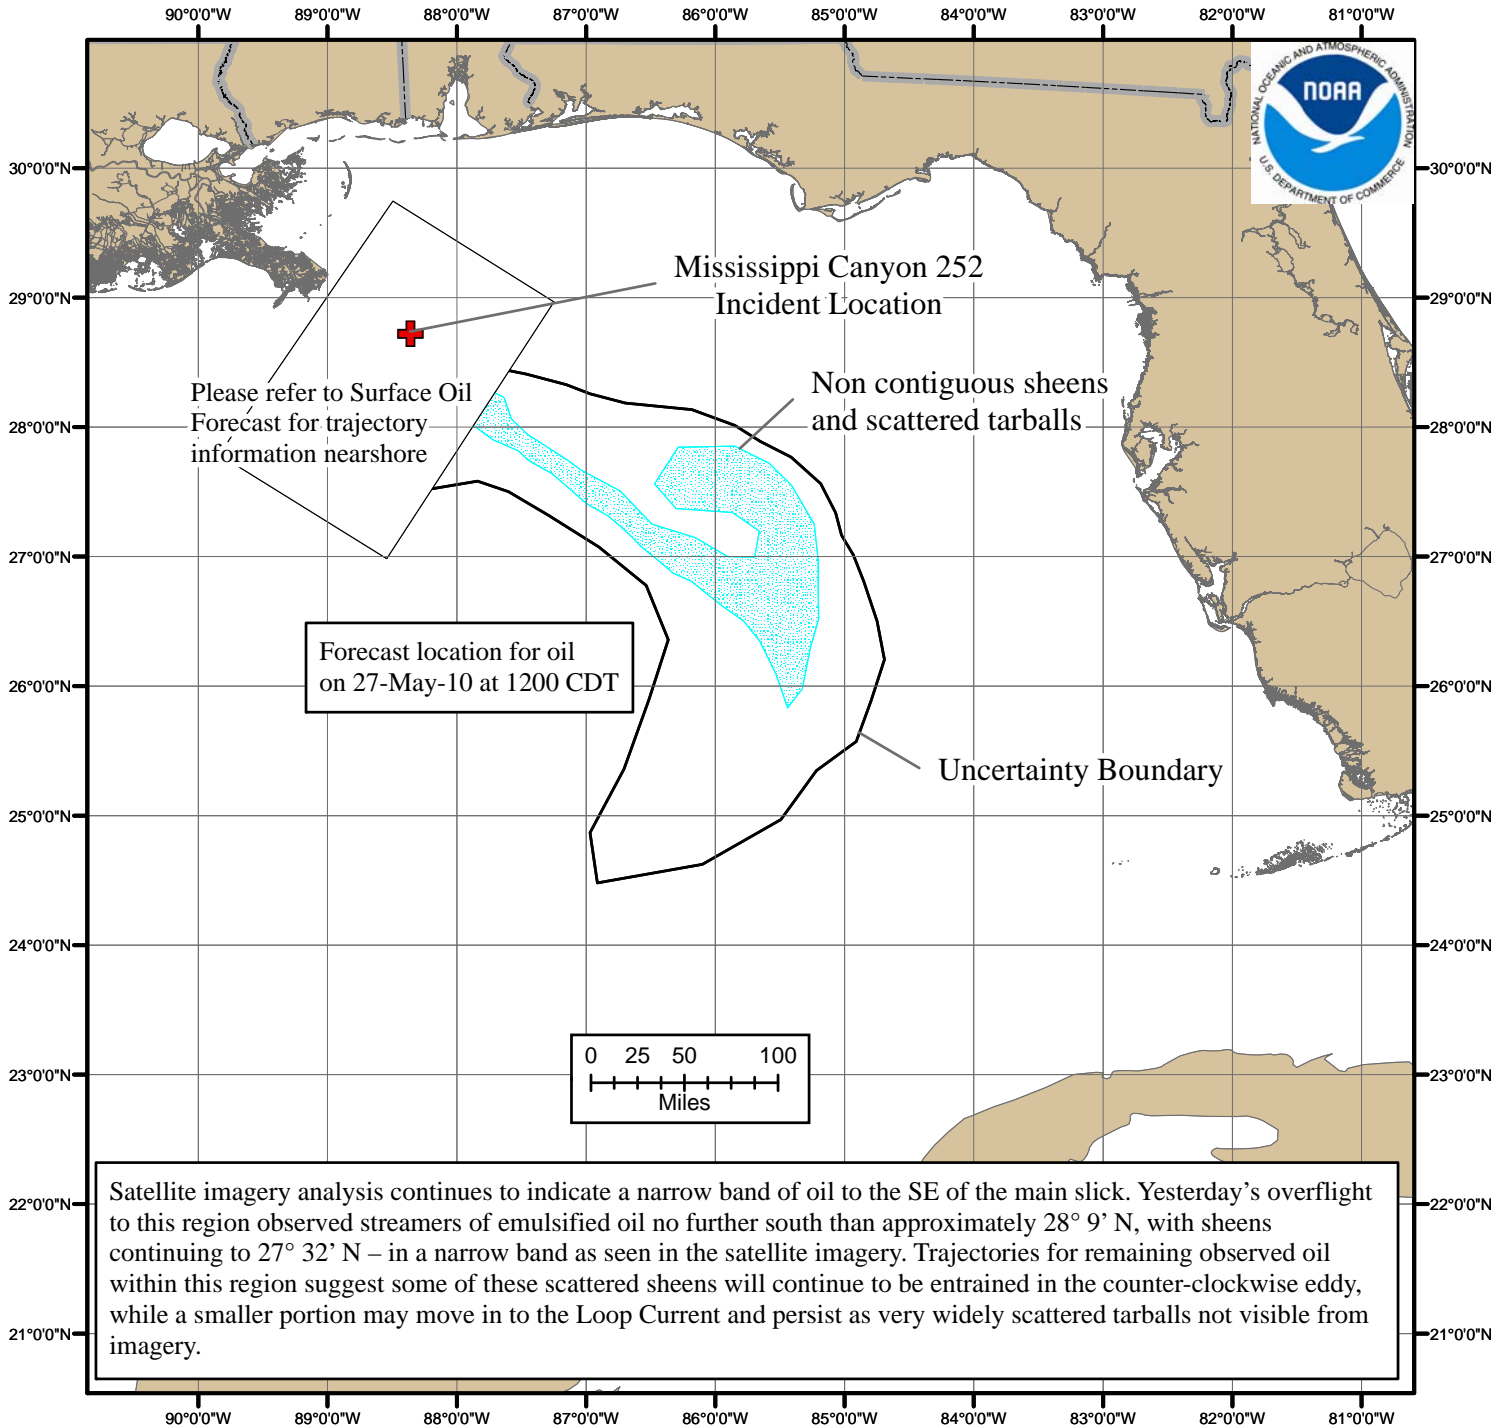 90°0'0"W 89°0'0"W 88°0'0"W 87°0'0"W 86°0'0"W 85°0'0"W 84°0'0"W 83°0'0"W 82°0'0"W 81°0'0"W
NATIONAL OCEANIC AND ATMOSPHERIC ADMINISTRATION
NOAA
U.S. DEPARTMENT OF COMMERCE
30°0'0"N 30°0'0"N
Mississippi Canyon 252
Incident Location
29°0'0"N 29°0'0"N
Non contiguous sheens
and scattered tarballs
Please refer to Surface Oil
Forecast for trajectory
information nearshore
28°0'0"N 28°0'0"N
27°0'0"N 27°0'0"N
Forecast location for oil
on 27-May-10 at 1200 CDT
26°0'0"N 26°0'0"N
Uncertainty Boundary
25°0'0"N 25°0'0"N
24°0'0"N 24°0'0"N
0 25 50 100
Miles
23°0'0"N 23°0'0"N
Satellite imagery analysis continues to indicate a narrow band of oil to the SE of the main slick. Yesterday's overflight
to this region observed streamers of emulsified oil no further south than approximately 28° 9' N, with sheens
continuing to 27° 32' N – in a narrow band as seen in the satellite imagery. Trajectories for remaining observed oil
within this region suggest some of these scattered sheens will continue to be entrained in the counter-clockwise eddy,
while a smaller portion may move in to the Loop Current and persist as very widely scattered tarballs not visible from
imagery.
22°0'0"N 22°0'0"N
21°0'0"N 21°0'0"N
90°0'0"W 89°0'0"W 88°0'0"W 87°0'0"W 86°0'0"W 85°0'0"W 84°0'0"W 83°0'0"W 82°0'0"W 81°0'0"W